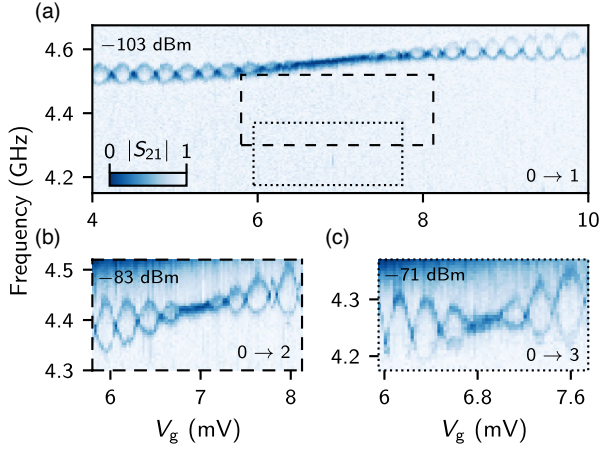 (a)
−103 dBm
4.6
4.4
4.2
0 |S21| 1
0 → 1
4 6 8 10
Frequency (GHz)
(b)
−83 dBm
4.5
4.4
4.3
0 → 2
6 7 8
Vg (mV)
(c)
−71 dBm
4.3
4.2
0 → 3
6 6.8 7.6
Vg (mV)